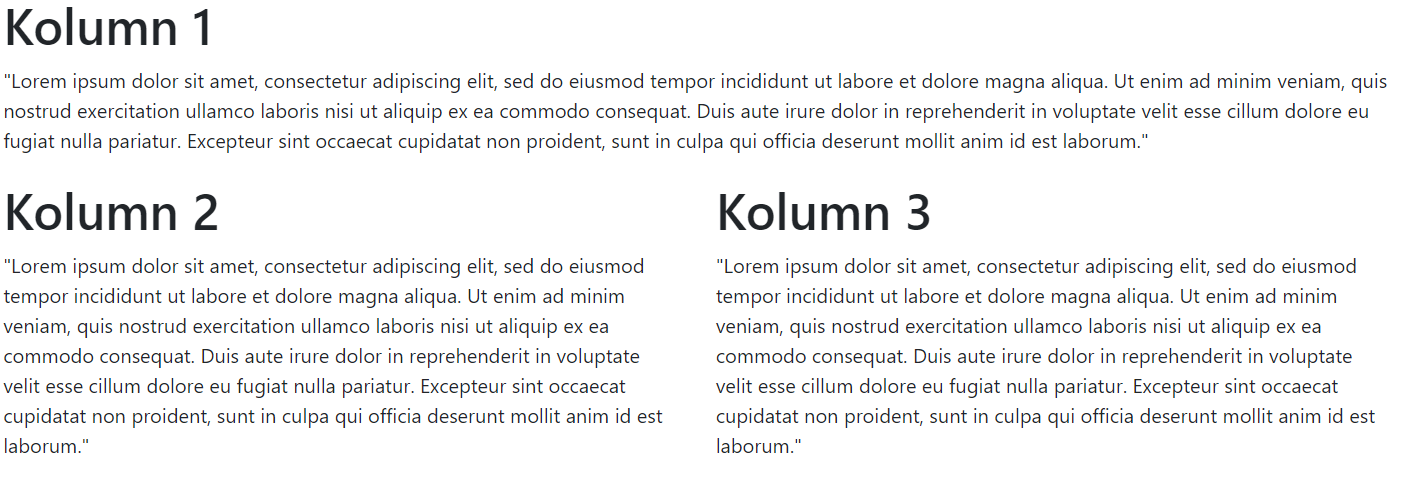 Kolumn 1
"Lorem ipsum dolor sit amet, consectetur adipiscing elit, sed do eiusmod tempor incididunt ut labore et dolore magna aliqua. Ut enim ad minim veniam, quis
nostrud exercitation ullamco laboris nisi ut aliquip ex ea commodo consequat. Duis aute irure dolor in reprehenderit in voluptate velit esse cillum dolore eu
fugiat nulla pariatur. Excepteur sint occaecat cupidatat non proident, sunt in culpa qui officia deserunt mollit anim id est laborum."
Kolumn 2
"Lorem ipsum dolor sit amet, consectetur adipiscing elit, sed do eiusmod
tempor incididunt ut labore et dolore magna aliqua. Ut enim ad minim
veniam, quis nostrud exercitation ullamco laboris nisi ut aliquip ex ea
commodo consequat. Duis aute irure dolor in reprehenderit in voluptate
velit esse cillum dolore eu fugiat nulla pariatur. Excepteur sint occaecat
cupidatat non proident, sunt in culpa qui officia deserunt mollit anim id est
laborum."
Kolumn 3
"Lorem ipsum dolor sit amet, consectetur adipiscing elit, sed do eiusmod
tempor incididunt ut labore et dolore magna aliqua. Ut enim ad minim
veniam, quis nostrud exercitation ullamco laboris nisi ut aliquip ex ea
commodo consequat. Duis aute irure dolor in reprehenderit in voluptate
velit esse cillum dolore eu fugiat nulla pariatur. Excepteur sint occaecat
cupidatat non proident, sunt in culpa qui officia deserunt mollit anim id est
laborum."